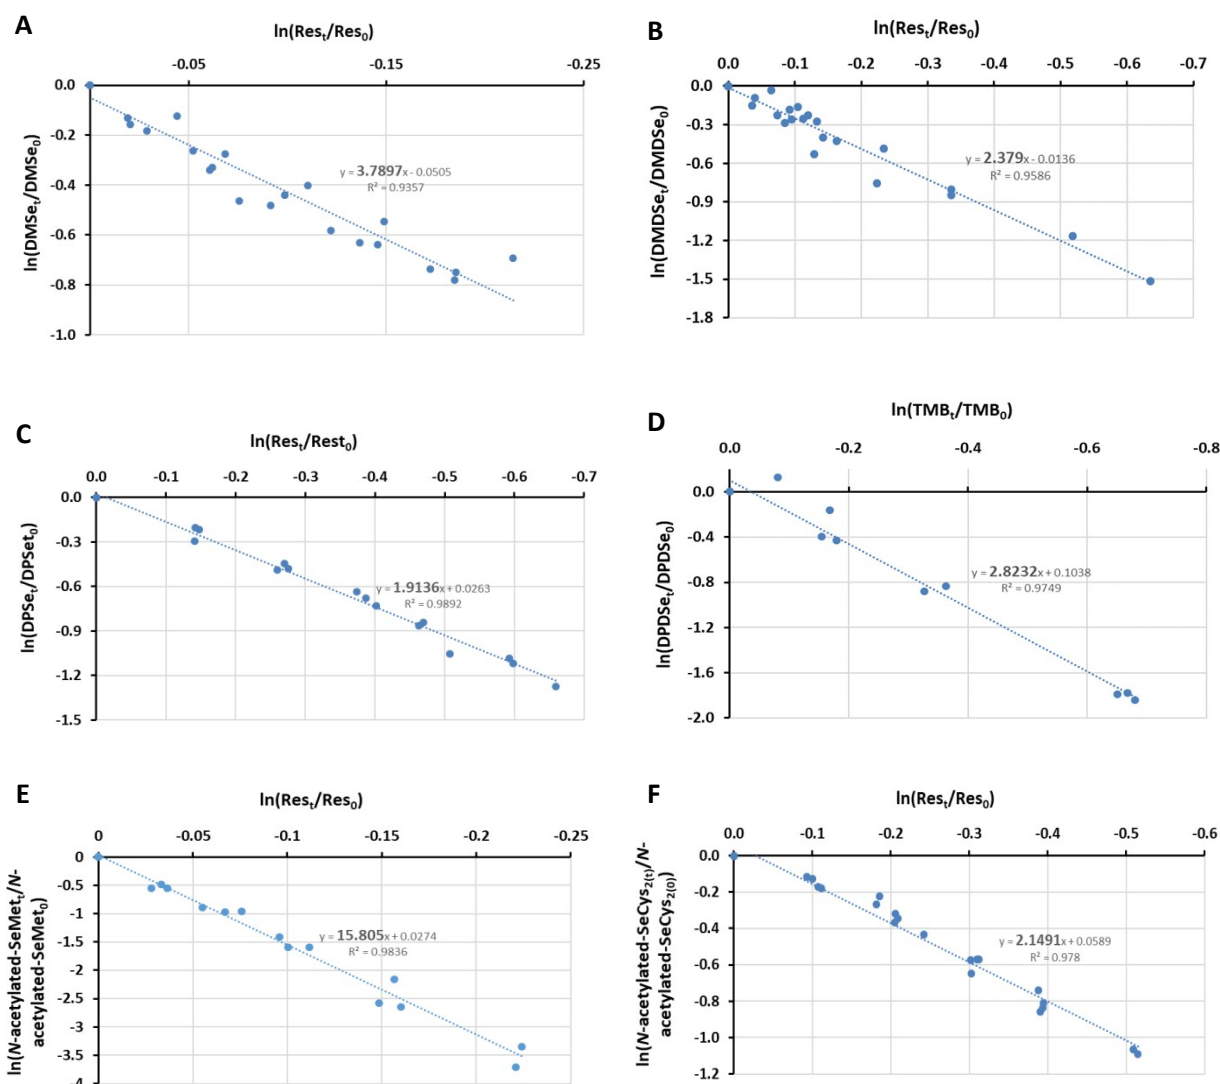 A
ln(Resₜ/Res₀)
-0.05 -0.15 -0.25
0.0
-0.2
-0.4
-0.6
-0.8
-1.0
ln(DMSeₜ/DMSe₀)
y = 3.7897x - 0.0505
R² = 0.9357
B
ln(Resₜ/Res₀)
0.0 -0.1 -0.2 -0.3 -0.4 -0.5 -0.6 -0.7
0.0
-0.3
-0.6
-0.9
-1.2
-1.5
-1.8
ln(DMDSeₜ/DMDSe₀)
y = 2.379x - 0.0136
R² = 0.9586
C
ln(Resₜ/Rest₀)
0.0 -0.1 -0.2 -0.3 -0.4 -0.5 -0.6 -0.7
0.0
-0.3
-0.6
-0.9
-1.2
-1.5
ln(DPSeₜ/DPSet₀)
y = 1.9136x + 0.0263
R² = 0.9892
D
ln(TMBₜ/TMB₀)
0.0 -0.2 -0.4 -0.6 -0.8
0.0
-0.4
-0.8
-1.2
-1.6
-2.0
ln(DPDSeₜ/DPDSe₀)
y = 2.8232x + 0.1038
R² = 0.9749
E
ln(Resₜ/Res₀)
0 -0.05 -0.1 -0.15 -0.2 -0.25
0
-0.5
-1
-1.5
-2
-2.5
-3
-3.5
-4
ln(N-acetylated-SeMetₜ/N-
acetylated-SeMet₀)
y = 15.805x + 0.0274
R² = 0.9836
F
ln(Resₜ/Res₀)
0.0 -0.1 -0.2 -0.3 -0.4 -0.5 -0.6
0.0
-0.2
-0.4
-0.6
-0.8
-1.0
-1.2
ln(N-acetylated-SeCys₂₍ₜ₎/N-
acetylated-SeCys₂₍₀₎)
y = 2.1491x + 0.0589
R² = 0.978